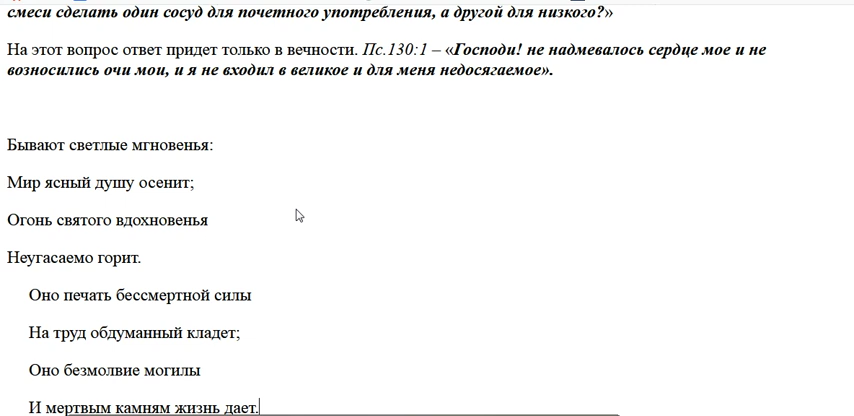 смеси сделать один сосуд для почетного употребления, а другой для низкого?»
На этот вопрос ответ придет только в вечности. Пс.130:1 – «Господи! не надмевалось сердце мое и не
возносились очи мои, и я не входил в великое и для меня недосягаемое».
Бывают светлые мгновенья:
Мир ясный душу осенит;
Огонь святого вдохновенья
Неугасаемо горит.
Оно печать бессмертной силы
На труд обдуманный кладет;
Оно безмолвие могилы
И мертвым камням жизнь дает.